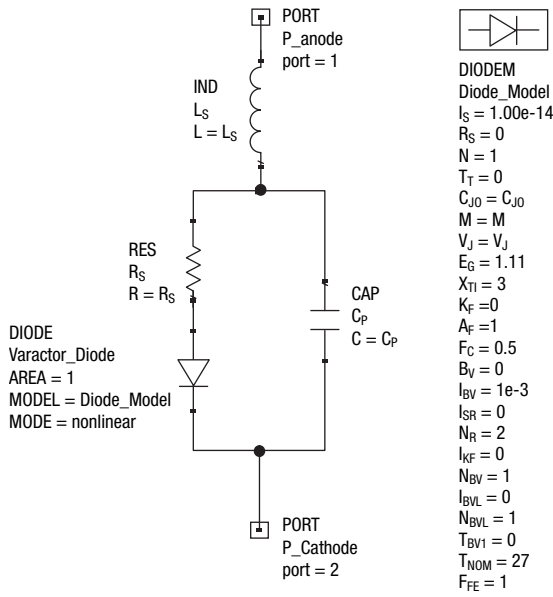 PORT
P_anode
port = 1
IND
LS
L = LS
RES
RS
R = RS
CAP
CP
C = CP
DIODE
Varactor_Diode
AREA = 1
MODEL = Diode_Model
MODE = nonlinear
PORT
P_Cathode
port = 2
DIODEM
Diode_Model
IS = 1.00e-14
RS = 0
N = 1
TT = 0
CJ0 = CJ0
M = M
VJ = VJ
EG = 1.11
XTI = 3
KF =0
AF =1
FC = 0.5
BV = 0
IBV = 1e-3
ISR = 0
NR = 2
IKF = 0
NBV = 1
IBVL = 0
NBVL = 1
TBV1 = 0
TNOM = 27
FFE = 1